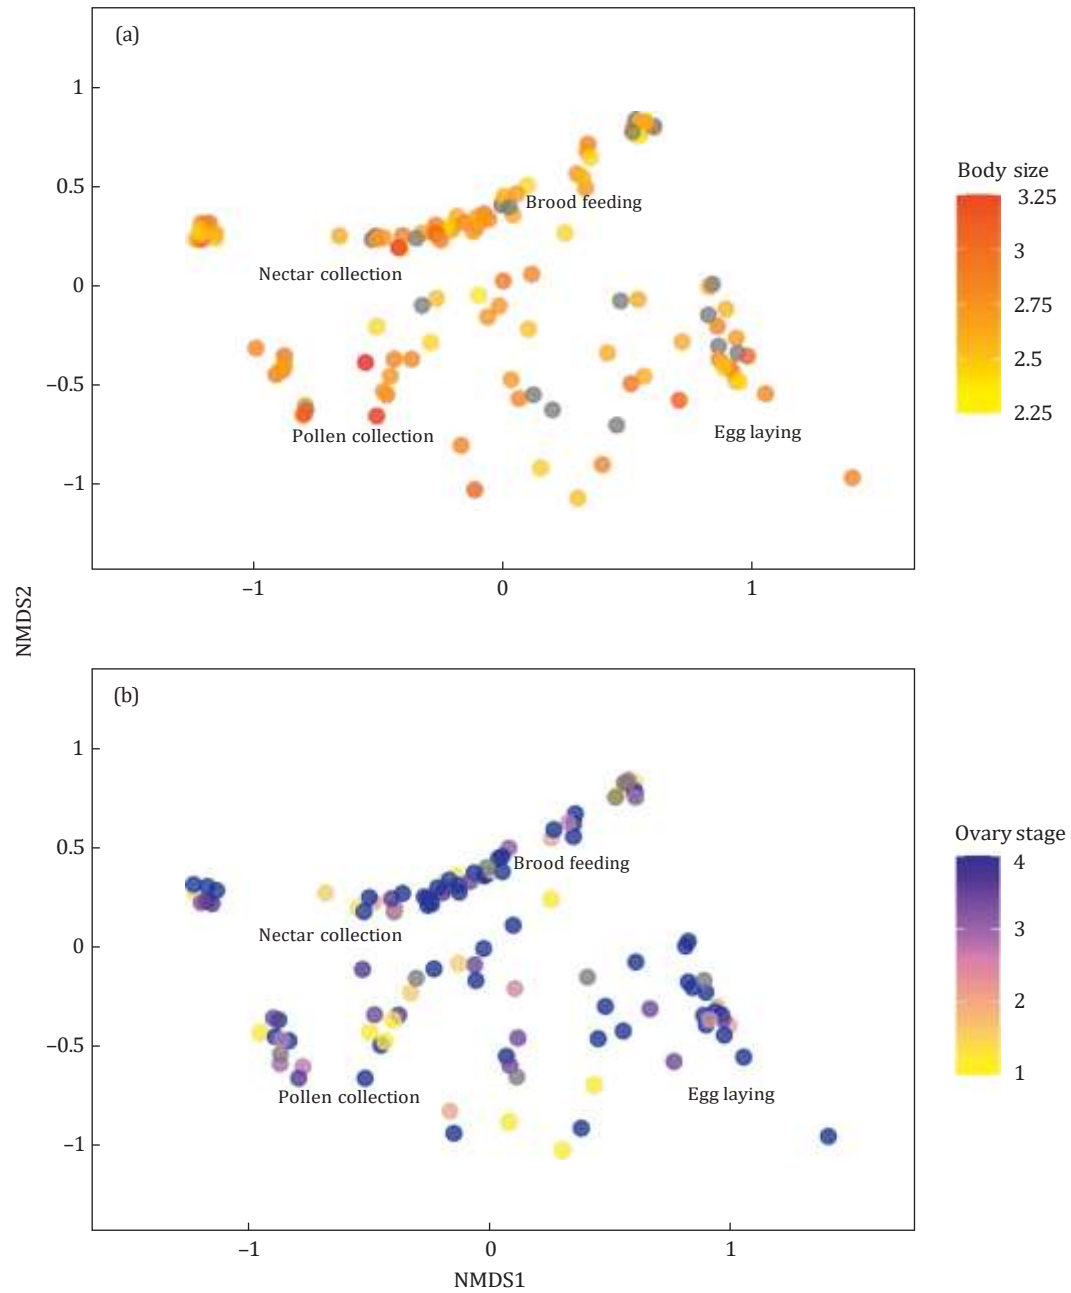 (a)
1
0.5
0
–0.5
–1
Brood feeding
Nectar collection
Pollen collection
Egg laying
–1
0
1
Body size
3.25
3
2.75
2.5
2.25
NMDS2
(b)
1
0.5
0
–0.5
–1
Brood feeding
Nectar collection
Pollen collection
Egg laying
–1
0
1
NMDS1
Ovary stage
4
3
2
1